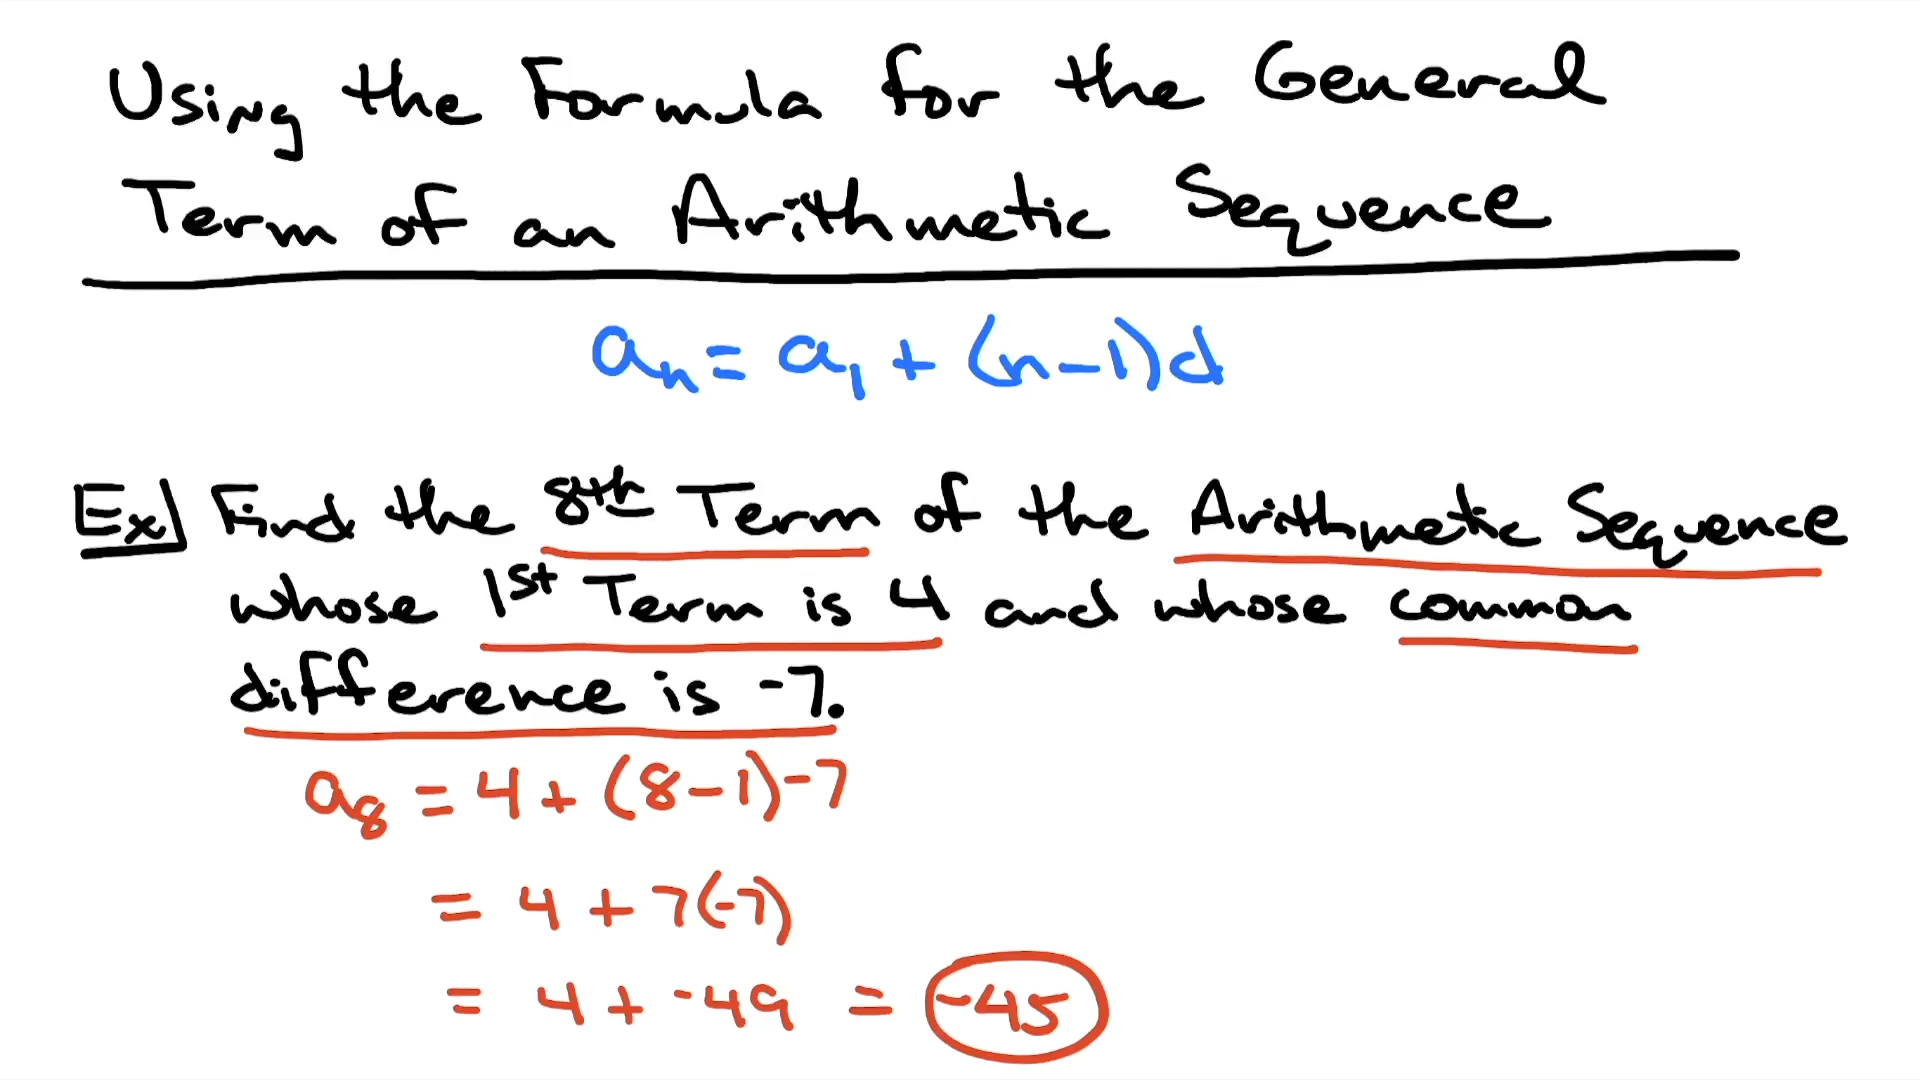 Using the Formula for the General
Term of an Arithmetic Sequence
aₙ = a₁ + (n-1)d
Ex] Find the 8th Term of the Arithmetic Sequence
whose 1st Term is 4 and whose common
difference is -7.
a₈ = 4 + (8-1)-7
= 4 + 7(-7)
= 4 + -49 = -45